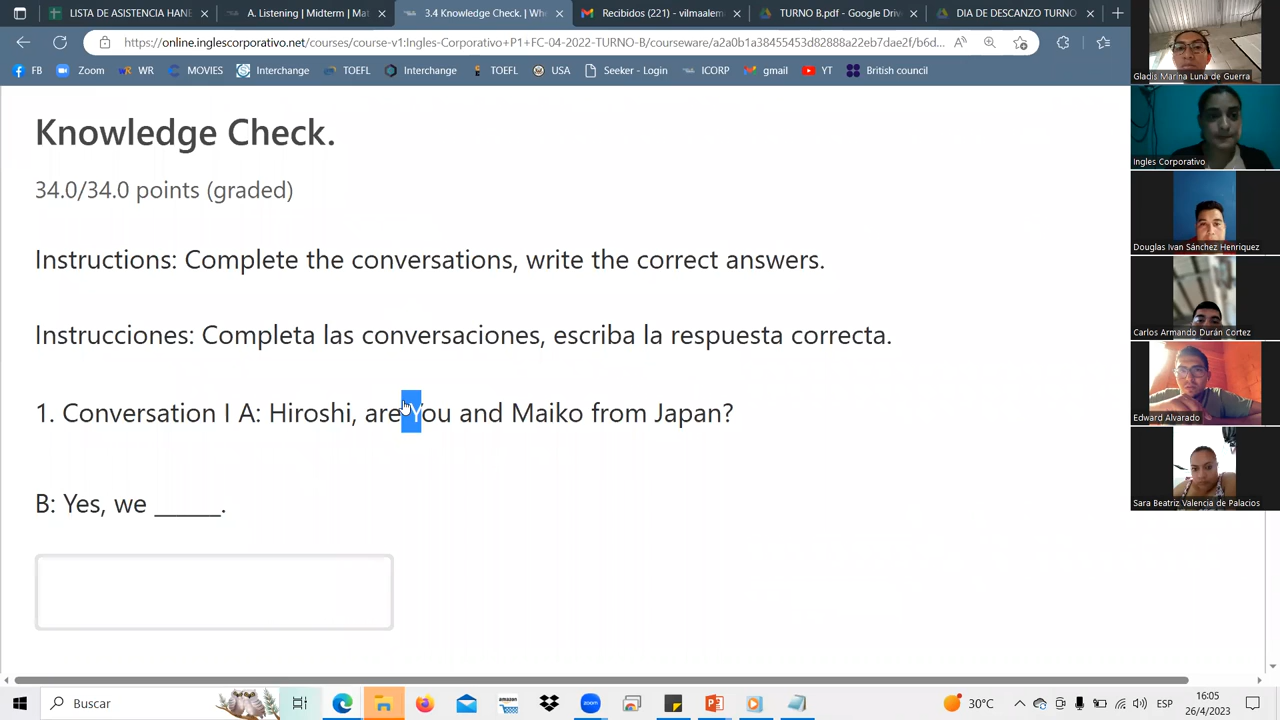 LISTA DE ASISTENCIA HANE
A. Listening | Midterm | Mat
3.4 Knowledge Check. | Wh
Recibidos (221) - vilmaalem
TURNO B.pdf - Google Driv
DIA DE DESCANZO TURNO
https://online.inglescorporativo.net/courses/course-v1:Ingles-Corporativo+P1+FC-04-2022-TURNO-B/courseware/a2a0b1a38455453d82888a22eb7dae2f/b6d...
FB Zoom WR MOVIES Interchange TOEFL Interchange TOEFL USA Seeker - Login ICORP gmail YT British council
Knowledge Check.
34.0/34.0 points (graded)
Instructions: Complete the conversations, write the correct answers.
Instrucciones: Completa las conversaciones, escriba la respuesta correcta.
1. Conversation I A: Hiroshi, are You and Maiko from Japan?
B: Yes, we ______.
Gladis Marina Luna de Guerra
Ingles Corporativo
Douglas Ivan Sánchez Henriquez
Carlos Armando Durán Cortez
Edward Alvarado
Sara Beatriz Valencia de Palacios
Buscar
amazon
zoom
30°C
ESP
16:05
26/4/2023